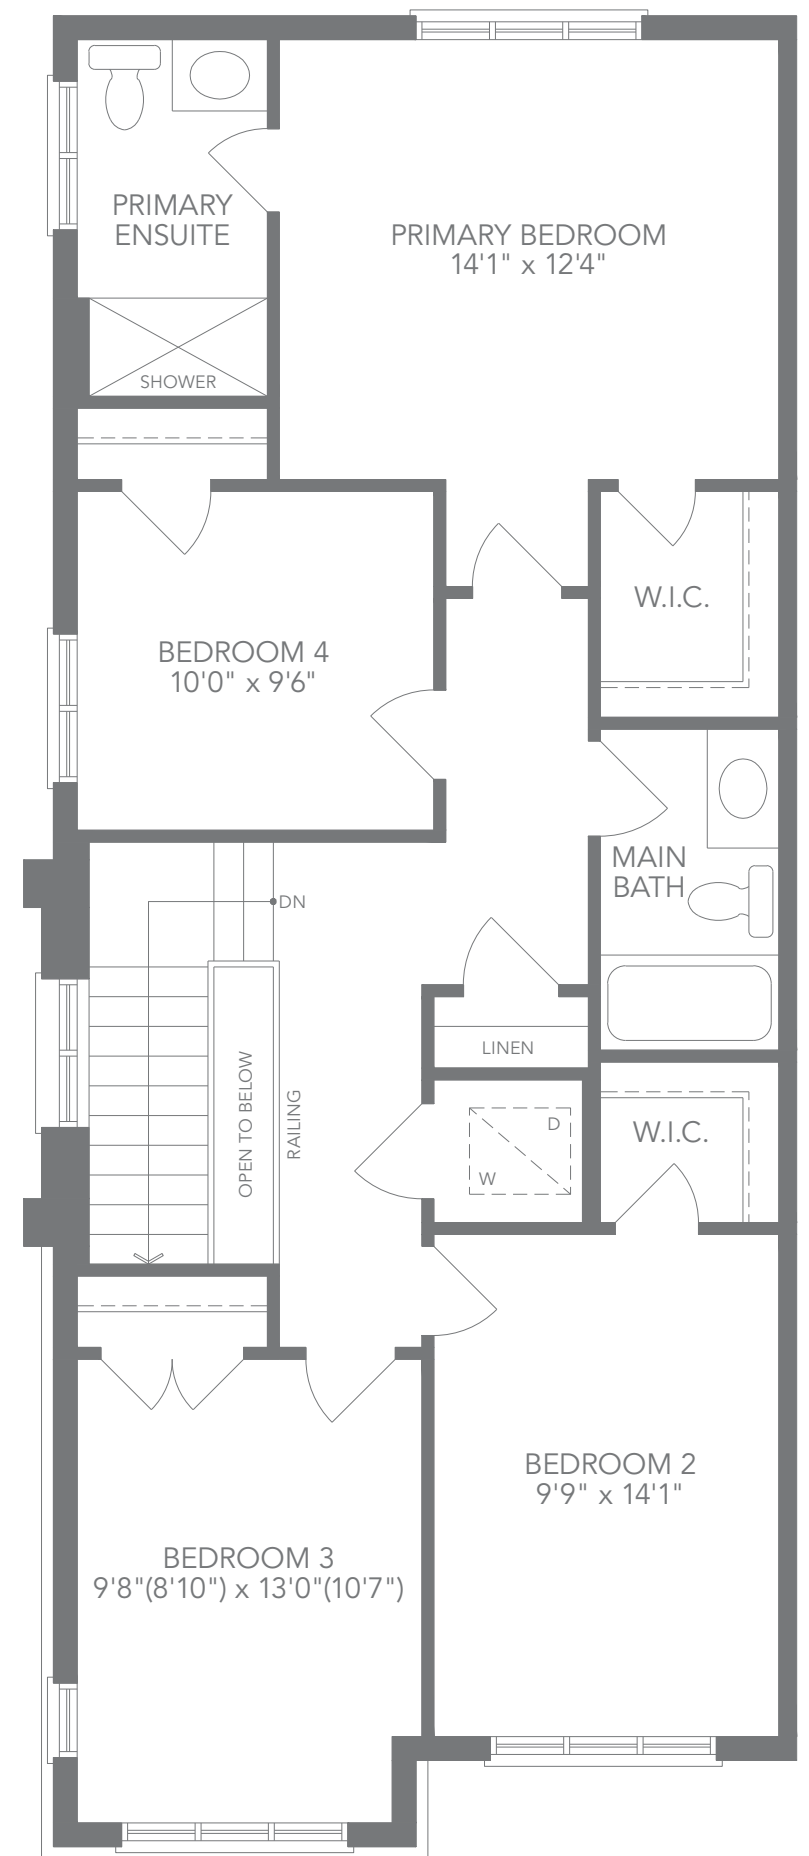 PRIMARY
ENSUITE
PRIMARY BEDROOM
14'1" x 12'4"
SHOWER
W.I.C.
BEDROOM 4
10'0" x 9'6"
MAIN
BATH
DN
LINEN
OPEN TO BELOW
RAILING
D
W
W.I.C.
BEDROOM 2
9'9" x 14'1"
BEDROOM 3
9'8"(8'10") x 13'0"(10'7")